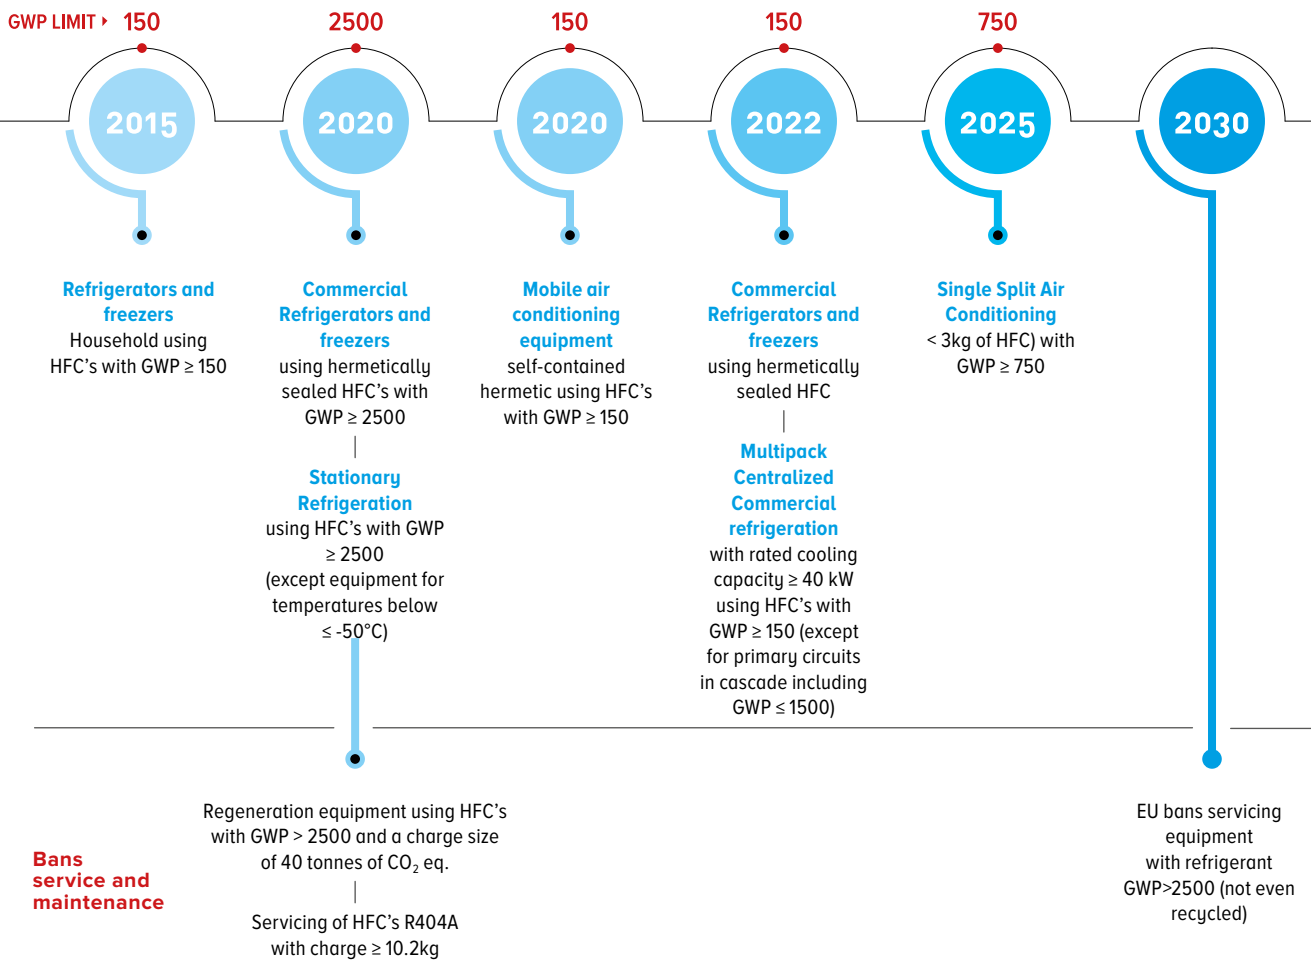 GWP LIMIT 150 2500 150 150 750
2015 2020 2020 2022 2025 2030
Refrigerators and
freezers
Household using
HFC's with GWP ≥ 150
Commercial
Refrigerators and
freezers
using hermetically
sealed HFC's with
GWP ≥ 2500
Stationary
Refrigeration
using HFC's with GWP
≥ 2500
(except equipment for
temperatures below
≤ -50°C)
Mobile air
conditioning
equipment
self-contained
hermetic using HFC's
with GWP ≥ 150
Commercial
Refrigerators and
freezers
using hermetically
sealed HFC
Multipack
Centralized
Commercial
refrigeration
with rated cooling
capacity ≥ 40 kW
using HFC's with
GWP ≥ 150 (except
for primary circuits
in cascade including
GWP ≤ 1500)
Single Split Air
Conditioning
< 3kg of HFC) with
GWP ≥ 750
Bans
service and
maintenance
Regeneration equipment using HFC's
with GWP > 2500 and a charge size
of 40 tonnes of CO₂ eq.
Servicing of HFC's R404A
with charge ≥ 10.2kg
EU bans servicing
equipment
with refrigerant
GWP>2500 (not even
recycled)